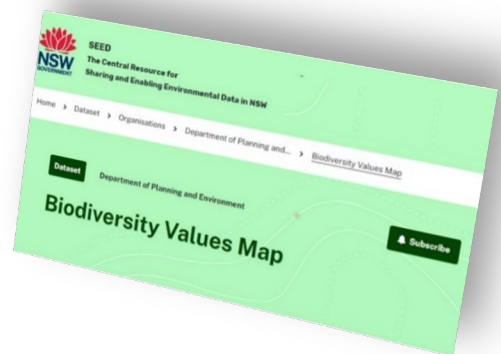 NSW
GOVERNMENT
SEED
The Central Resource for
Sharing and Enabling Environmental Data in NSW
Home > Dataset > Organisations > Department of Planning and... > Biodiversity Values Map
Dataset
Department of Planning and Environment
Biodiversity Values Map
Subscribe